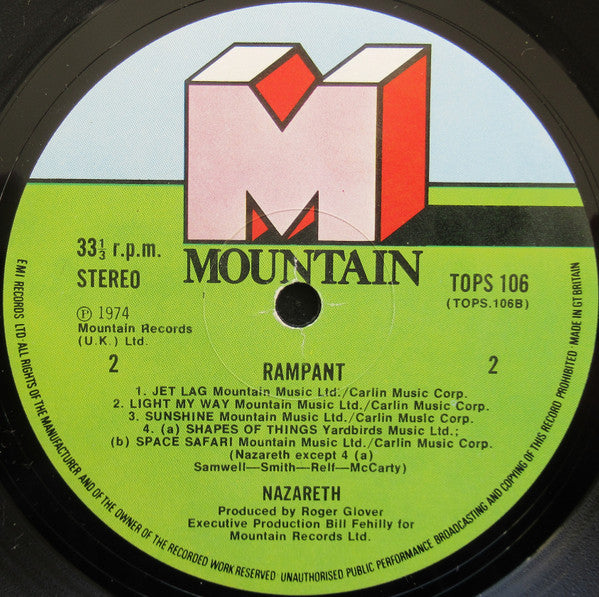 M
MOUNTAIN
33⅓ r.p.m.
STEREO
TOPS 106
(TOPS.106B)
Ⓟ 1974
Mountain Records
(U.K.) Ltd.
2
2
RAMPANT
1. JET LAG Mountain Music Ltd./Carlin Music Corp.
2. LIGHT MY WAY Mountain Music Ltd./Carlin Music Corp.
3. SUNSHINE Mountain Music Ltd./Carlin Music Corp.
4. (a) SHAPES OF THINGS Yardbirds Music Ltd.;
(b) SPACE SAFARI Mountain Music Ltd./Carlin Music Corp.
(Nazareth except 4 (a)
Samwell—Smith—Relf—McCarty)
NAZARETH
Produced by Roger Glover
Executive Production Bill Fehilly for
Mountain Records Ltd.
EMI RECORDS LTD·ALL RIGHTS OF THE MANUFACTURER AND OF THE OWNER OF THE RECORDED WORK RESERVED UNAUTHORISED PUBLIC PERFORMANCE BROADCASTING AND COPYING OF THIS RECORD PROHIBITED MADE IN GT BRITAIN